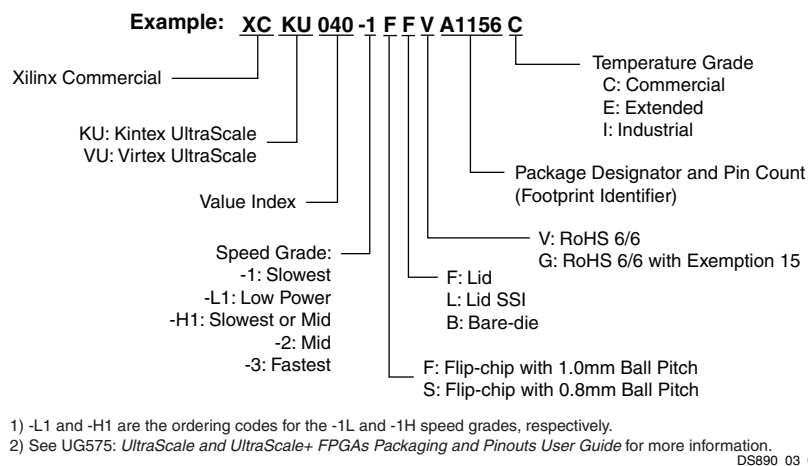 Example: XC KU 040 -1 F F V A1156 C
Xilinx Commercial
Temperature Grade
C: Commercial
E: Extended
I: Industrial
KU: Kintex UltraScale
VU: Virtex UltraScale
Package Designator and Pin Count
(Footprint Identifier)
Value Index
V: RoHS 6/6
G: RoHS 6/6 with Exemption 15
Speed Grade:
-1: Slowest
-L1: Low Power
-H1: Slowest or Mid
-2: Mid
-3: Fastest
F: Lid
L: Lid SSI
B: Bare-die
F: Flip-chip with 1.0mm Ball Pitch
S: Flip-chip with 0.8mm Ball Pitch
1) -L1 and -H1 are the ordering codes for the -1L and -1H speed grades, respectively.
2) See UG575: UltraScale and UltraScale+ FPGAs Packaging and Pinouts User Guide for more information.
DS890_03